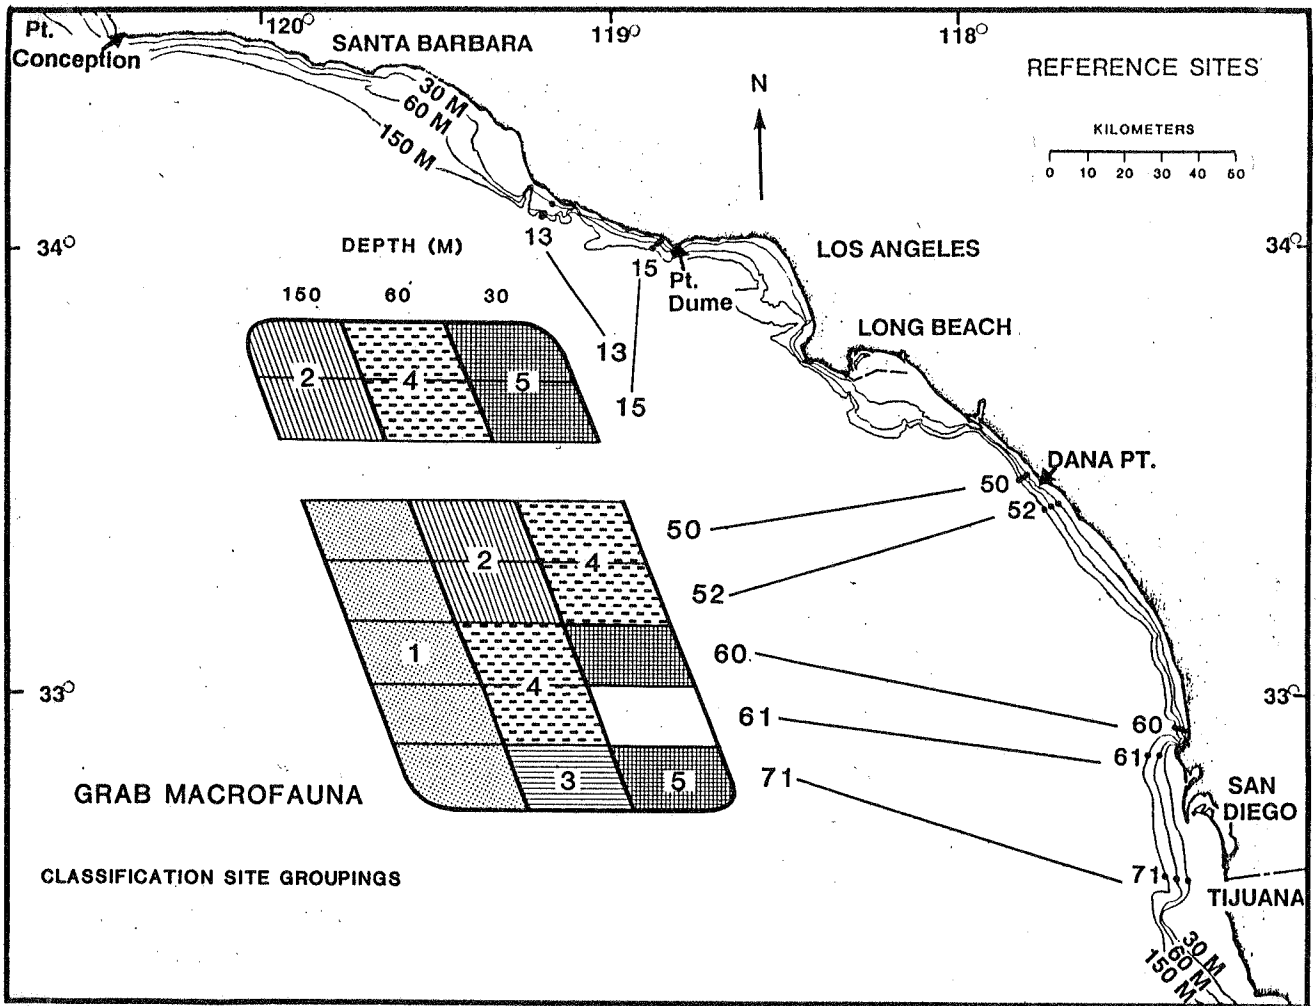 Pt.
Conception
120°
SANTA BARBARA
119°
118°
REFERENCE SITES
N
KILOMETERS
0 10 20 30 40 50
30 M
60 M
150 M
34°
DEPTH (M)
150 60 30
13
15
Pt.
Dume
LOS ANGELES
34°
LONG BEACH
13
15
2 4 5
DANA PT.
50
52
50
52
2 4
60
61
71
1
4
3 5
33°
33°
60
61
71
SAN
DIEGO
TIJUANA
GRAB MACROFAUNA
CLASSIFICATION SITE GROUPINGS
30 M
60 M
150 M